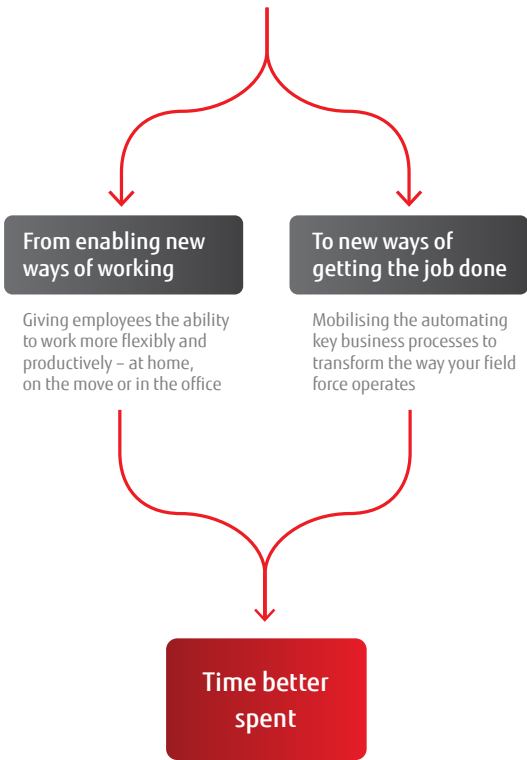 From enabling new
ways of working
Giving employees the ability
to work more flexibly and
productively – at home,
on the move or in the office
To new ways of
getting the job done
Mobilising the automating
key business processes to
transform the way your field
force operates
Time better
spent